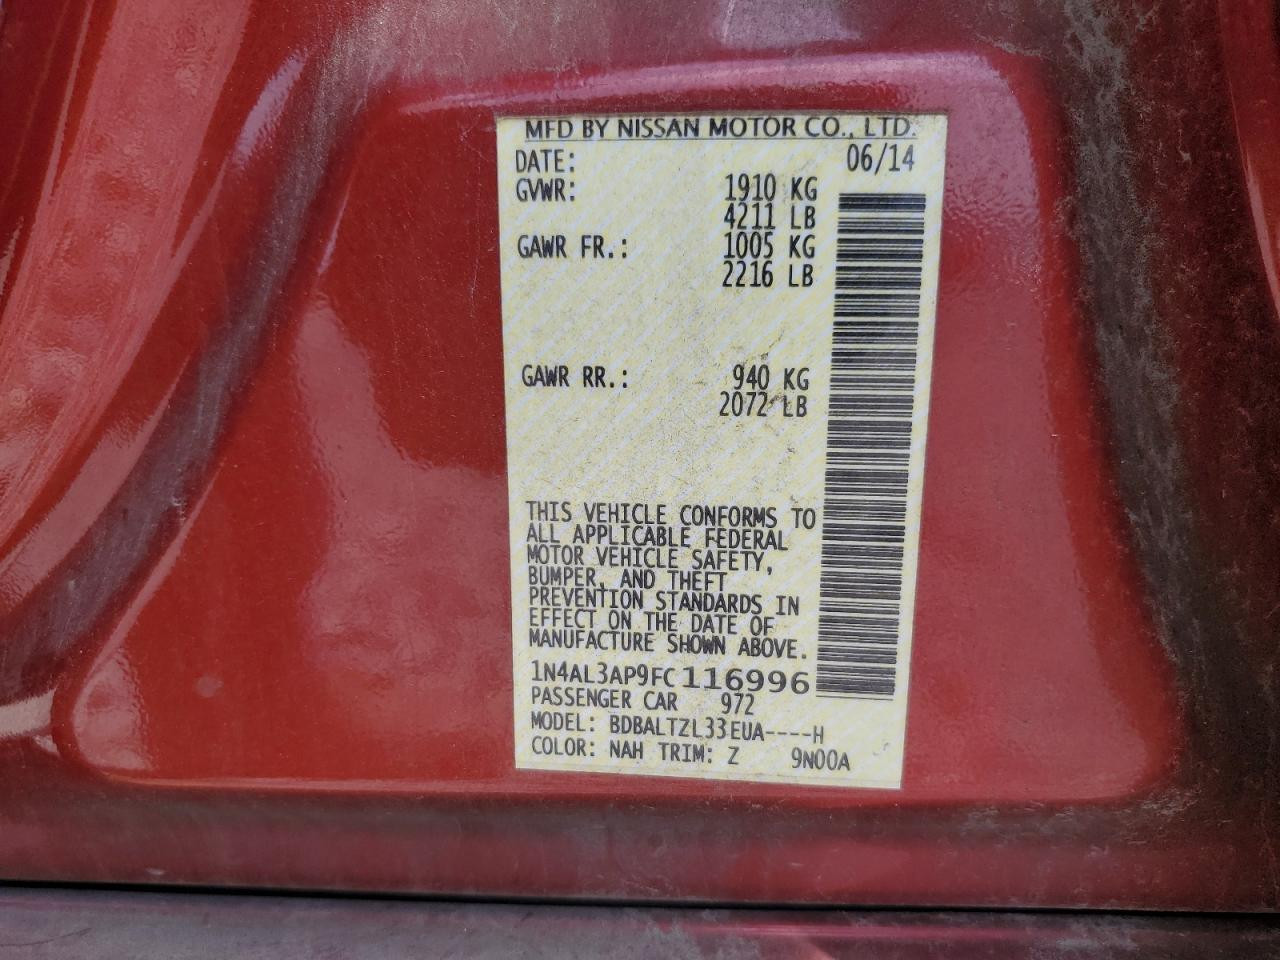 MFD BY NISSAN MOTOR CO., LTD.
DATE: 06/14
GVWR: 1910 KG
4211 LB
GAWR FR.: 1005 KG
2216 LB
GAWR RR.: 940 KG
2072 LB
THIS VEHICLE CONFORMS TO
ALL APPLICABLE FEDERAL
MOTOR VEHICLE SAFETY,
BUMPER, AND THEFT
PREVENTION STANDARDS IN
EFFECT ON THE DATE OF
MANUFACTURE SHOWN ABOVE.
1N4AL3AP9FC116996
PASSENGER CAR 972
MODEL: BDBALTZL33EUA----H
COLOR: NAH TRIM: Z 9N00A